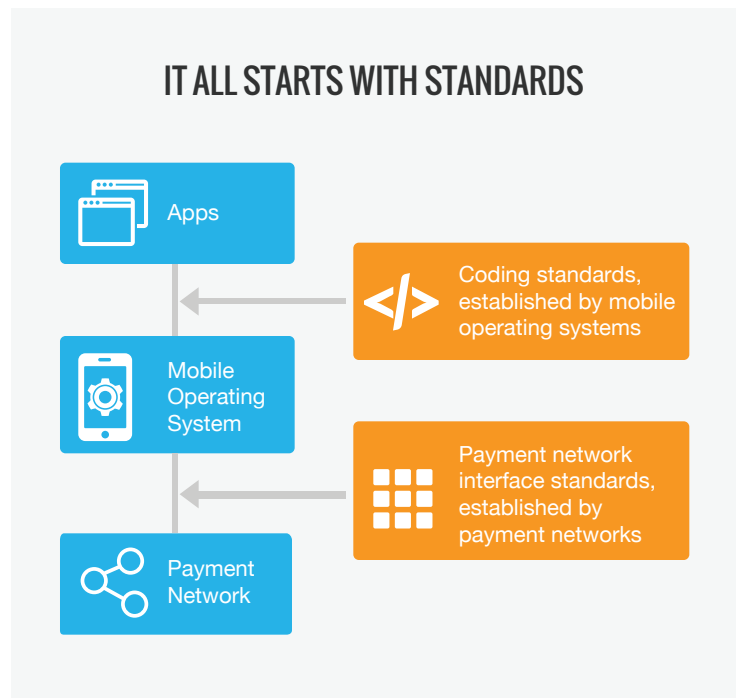 IT ALL STARTS WITH STANDARDS
Apps
Coding standards,
established by mobile
operating systems
Mobile
Operating
System
Payment network
interface standards,
established by
payment networks
Payment
Network